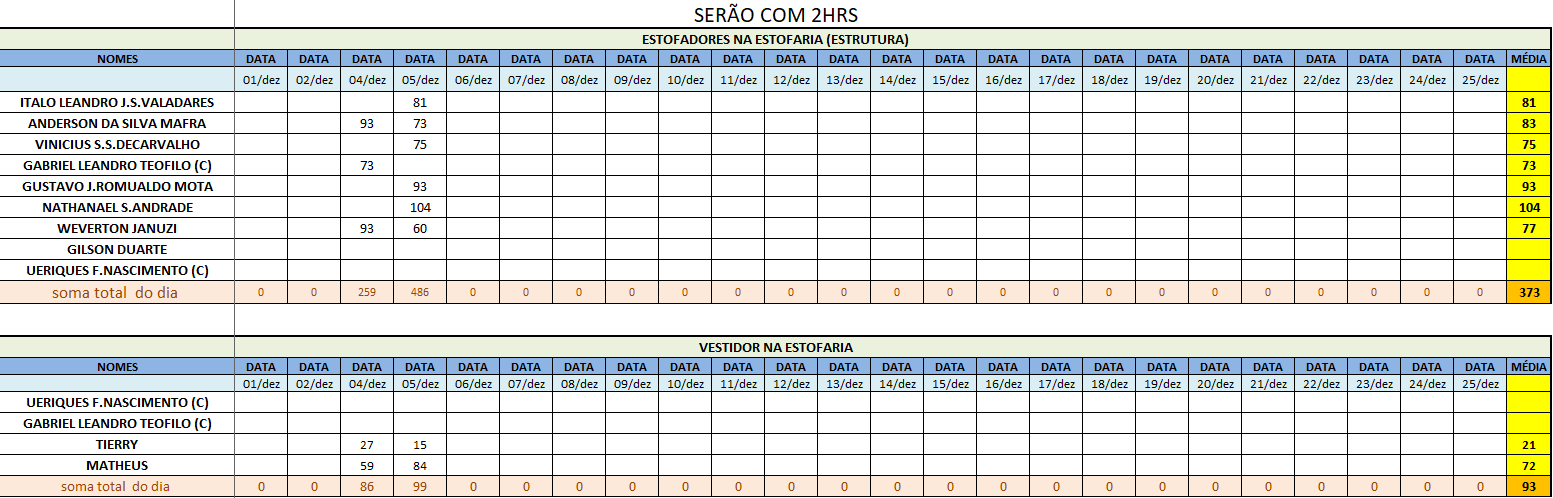 SERÃO COM 2HRS
ESTOFADORES NA ESTOFARIA (ESTRUTURA)
NOMES DATA DATA DATA DATA DATA DATA DATA DATA DATA DATA DATA DATA DATA DATA DATA DATA DATA DATA DATA DATA DATA DATA DATA DATA MÉDIA
01/dez 02/dez 04/dez 05/dez 06/dez 07/dez 08/dez 09/dez 10/dez 11/dez 12/dez 13/dez 14/dez 15/dez 16/dez 17/dez 18/dez 19/dez 20/dez 21/dez 22/dez 23/dez 24/dez 25/dez
ITALO LEANDRO J.S.VALADARES 81 81
ANDERSON DA SILVA MAFRA 93 73 83
VINICIUS S.S.DECARVALHO 75 75
GABRIEL LEANDRO TEOFILO (C) 73 73
GUSTAVO J.ROMUALDO MOTA 93 93
NATHANAEL S.ANDRADE 104 104
WEVERTON JANUZI 93 60 77
GILSON DUARTE
UERIQUES F.NASCIMENTO (C)
soma total do dia 0 0 259 486 0 0 0 0 0 0 0 0 0 0 0 0 0 0 0 0 0 0 0 0 373
VESTIDOR NA ESTOFARIA
NOMES DATA DATA DATA DATA DATA DATA DATA DATA DATA DATA DATA DATA DATA DATA DATA DATA DATA DATA DATA DATA DATA DATA DATA DATA MÉDIA
01/dez 02/dez 04/dez 05/dez 06/dez 07/dez 08/dez 09/dez 10/dez 11/dez 12/dez 13/dez 14/dez 15/dez 16/dez 17/dez 18/dez 19/dez 20/dez 21/dez 22/dez 23/dez 24/dez 25/dez
UERIQUES F.NASCIMENTO (C)
GABRIEL LEANDRO TEOFILO (C)
TIERRY 27 15 21
MATHEUS 59 84 72
soma total do dia 0 0 86 99 0 0 0 0 0 0 0 0 0 0 0 0 0 0 0 0 0 0 0 0 93